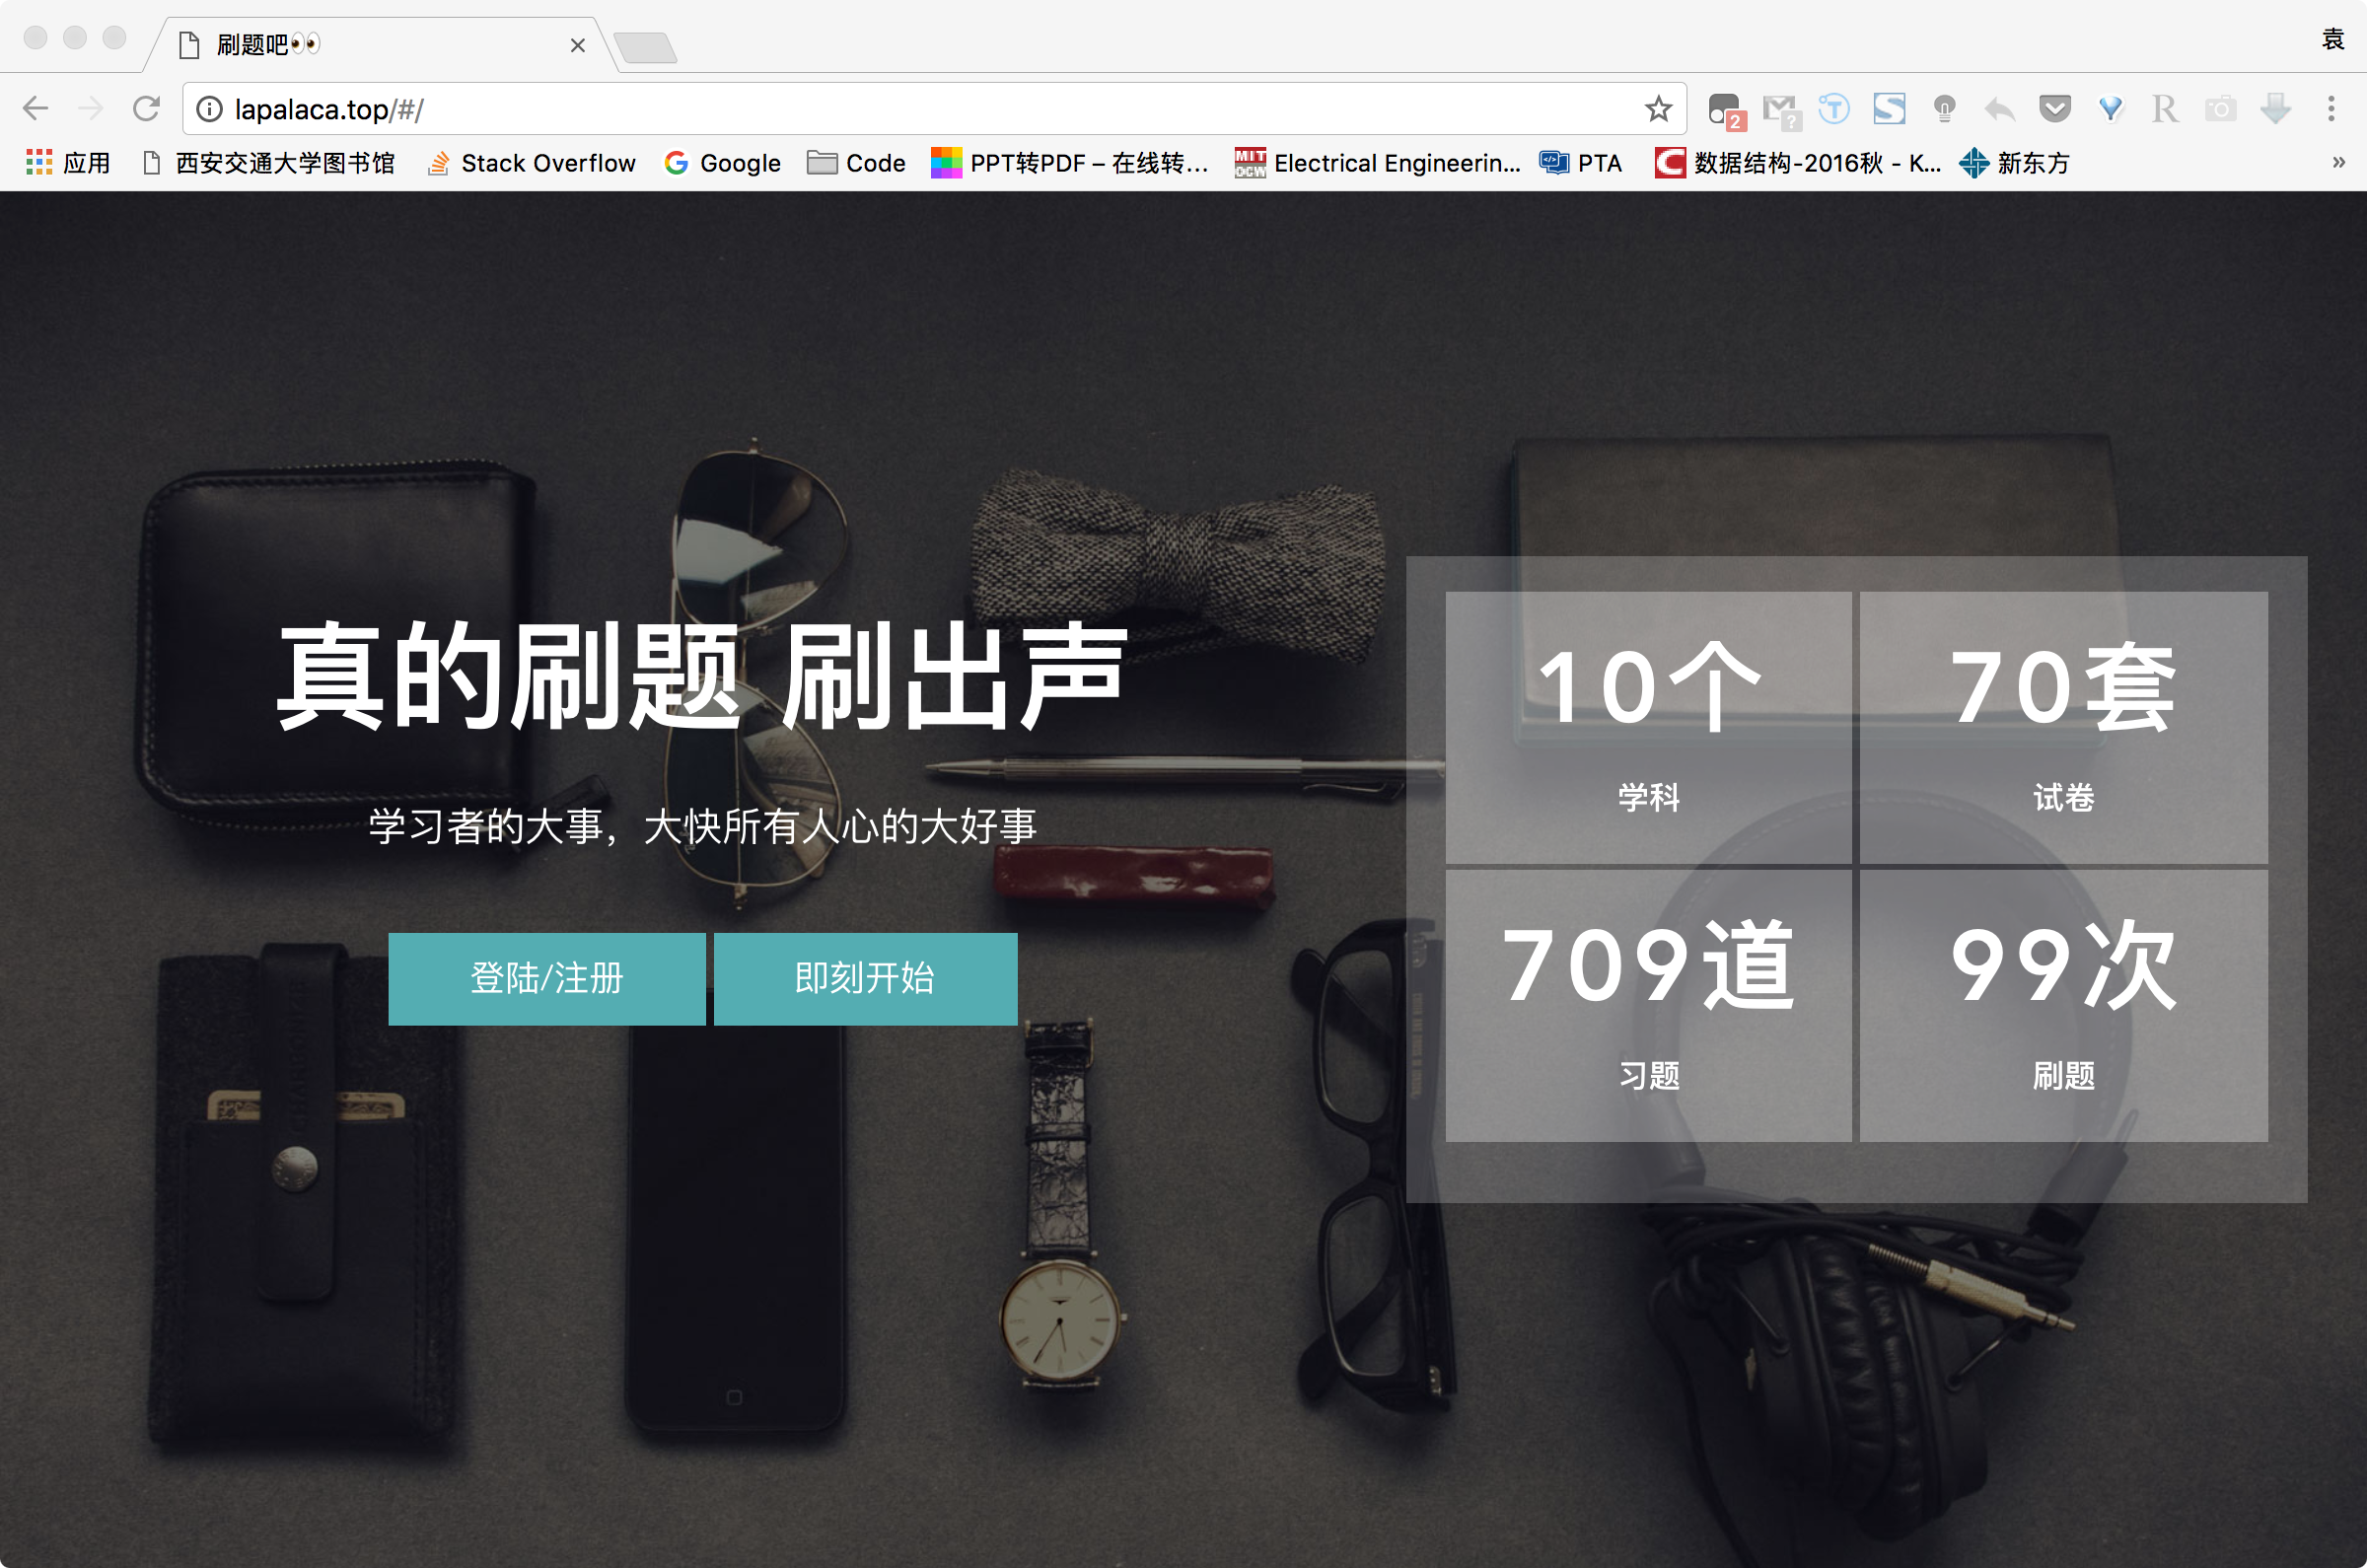 刷题吧👀
袁
lapalaca.top/#/
2
?
应用 西安交通大学图书馆 Stack Overflow Google Code PPT转PDF – 在线转... MIT OCW Electrical Engineerin... PTA 数据结构-2016秋 - K... 新东方 »
真的刷题 刷出声
学习者的大事，大快所有人心的大好事
登陆/注册 即刻开始
10个 70套
学科 试卷
709道 99次
习题 刷题